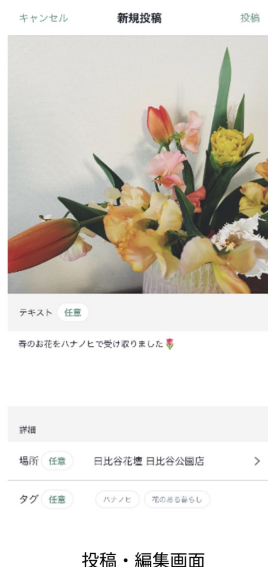 キャンセル 新規投稿 投稿
テキスト 任意
春のお花をハナノヒで受け取りました🌷
詳細
場所 任意 日比谷花壇 日比谷公園店
タグ 任意 ハナノヒ 花のある暮らし
投稿・編集画面